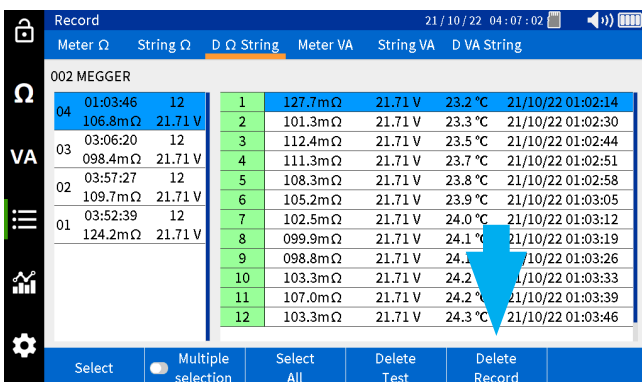 Record 21/10/22 04:07:02
Meter Ω String Ω D Ω String Meter VA String VA D VA String
002 MEGGER
Ω
VA
04 01:03:46 12
106.8mΩ 21.71 V
03 03:06:20 12
098.4mΩ 21.71 V
02 03:57:27 12
109.7mΩ 21.71 V
01 03:52:39 12
124.2mΩ 21.71 V
1 127.7mΩ 21.71 V 23.2 °C 21/10/22 01:02:14
2 101.3mΩ 21.71 V 23.3 °C 21/10/22 01:02:30
3 112.4mΩ 21.71 V 23.5 °C 21/10/22 01:02:44
4 111.3mΩ 21.71 V 23.7 °C 21/10/22 01:02:51
5 108.3mΩ 21.71 V 23.8 °C 21/10/22 01:02:58
6 105.2mΩ 21.71 V 23.9 °C 21/10/22 01:03:05
7 102.5mΩ 21.71 V 24.0 °C 21/10/22 01:03:12
8 099.9mΩ 21.71 V 24.1 °C 21/10/22 01:03:19
9 098.8mΩ 21.71 V 01:03:26
10 103.3mΩ 21.71 V 24.2 01:03:33
11 107.0mΩ 21.71 V 24.2 °C 21/10/22 01:03:39
12 103.3mΩ 21.71 V 24.3 °C 21/10/22 01:03:46
Select Multiple selection Select All Delete Test Delete Record